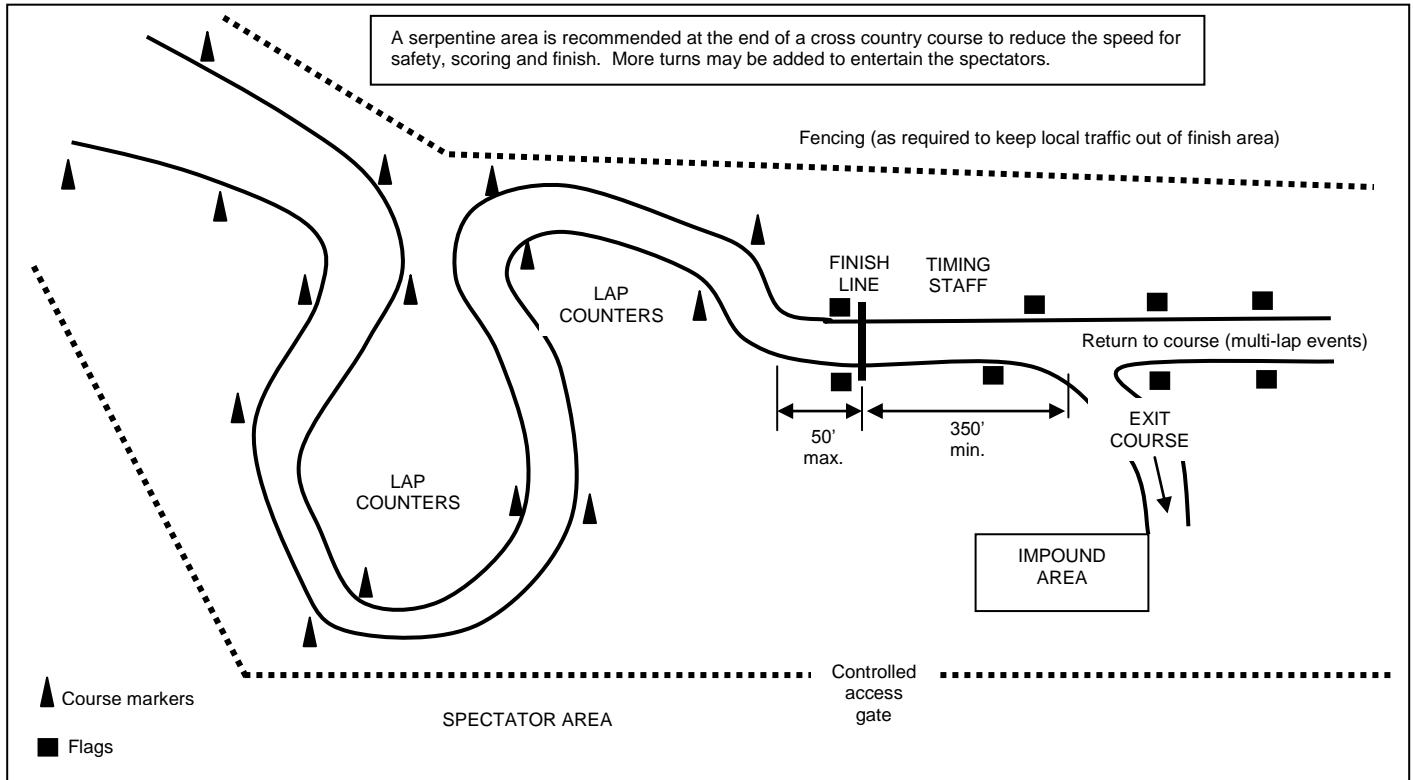 A serpentine area is recommended at the end of a cross country course to reduce the speed for
safety, scoring and finish.  More turns may be added to entertain the spectators.
Fencing (as required to keep local traffic out of finish area)
FINISH
LINE
TIMING
STAFF
LAP
COUNTERS
Return to course (multi-lap events)
50’
max.
350’
min.
EXIT
COURSE
LAP
COUNTERS
IMPOUND
AREA
Controlled
access
gate
Course markers
SPECTATOR AREA
Flags